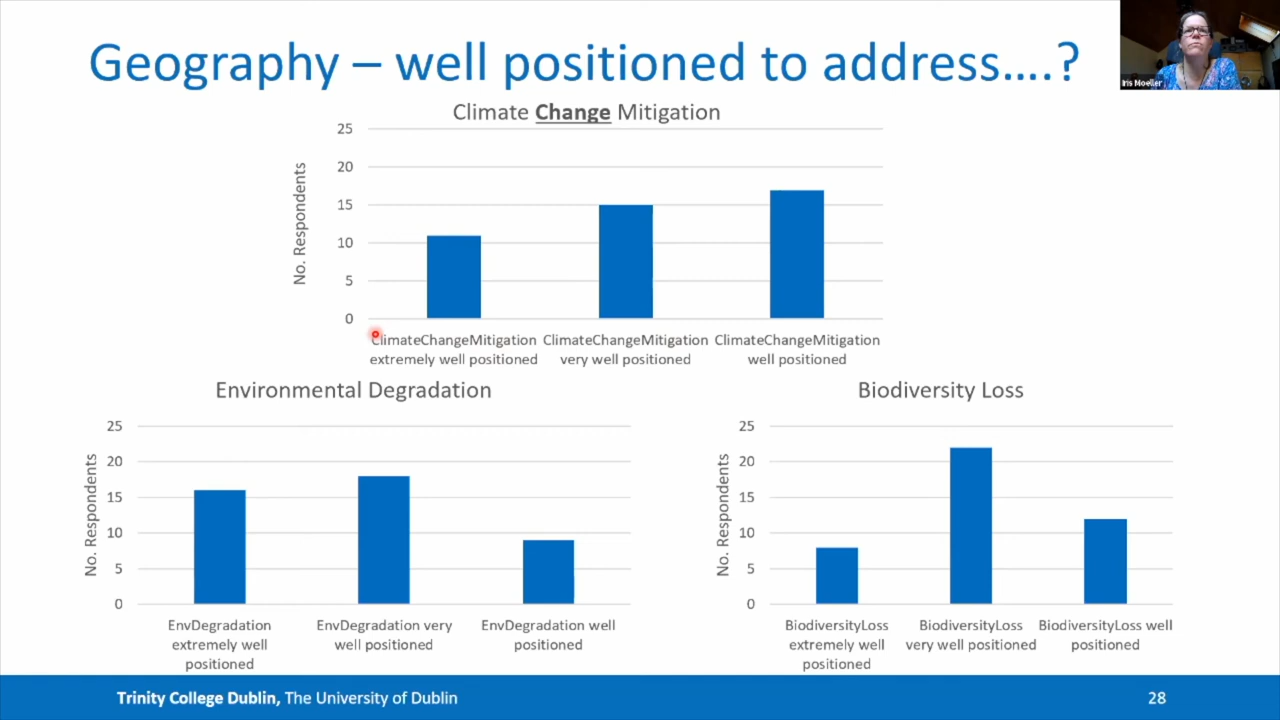 Geography – well positioned to address….?
Iris Moeller
Climate Change Mitigation
No. Respondents
25
20
15
10
5
0
ClimateChangeMitigation extremely well positioned
ClimateChangeMitigation very well positioned
ClimateChangeMitigation well positioned
Environmental Degradation
No. Respondents
25
20
15
10
5
0
EnvDegradation extremely well positioned
EnvDegradation very well positioned
EnvDegradation well positioned
Biodiversity Loss
No. Respondents
25
20
15
10
5
0
BiodiversityLoss extremely well positioned
BiodiversityLoss very well positioned
BiodiversityLoss well positioned
Trinity College Dublin, The University of Dublin
28